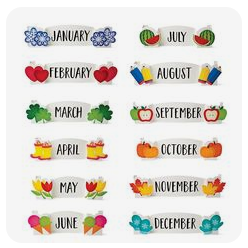 JANUARY
FEBRUARY
MARCH
APRIL
MAY
JUNE
JULY
AUGUST
SEPTEMBER
OCTOBER
NOVEMBER
DECEMBER